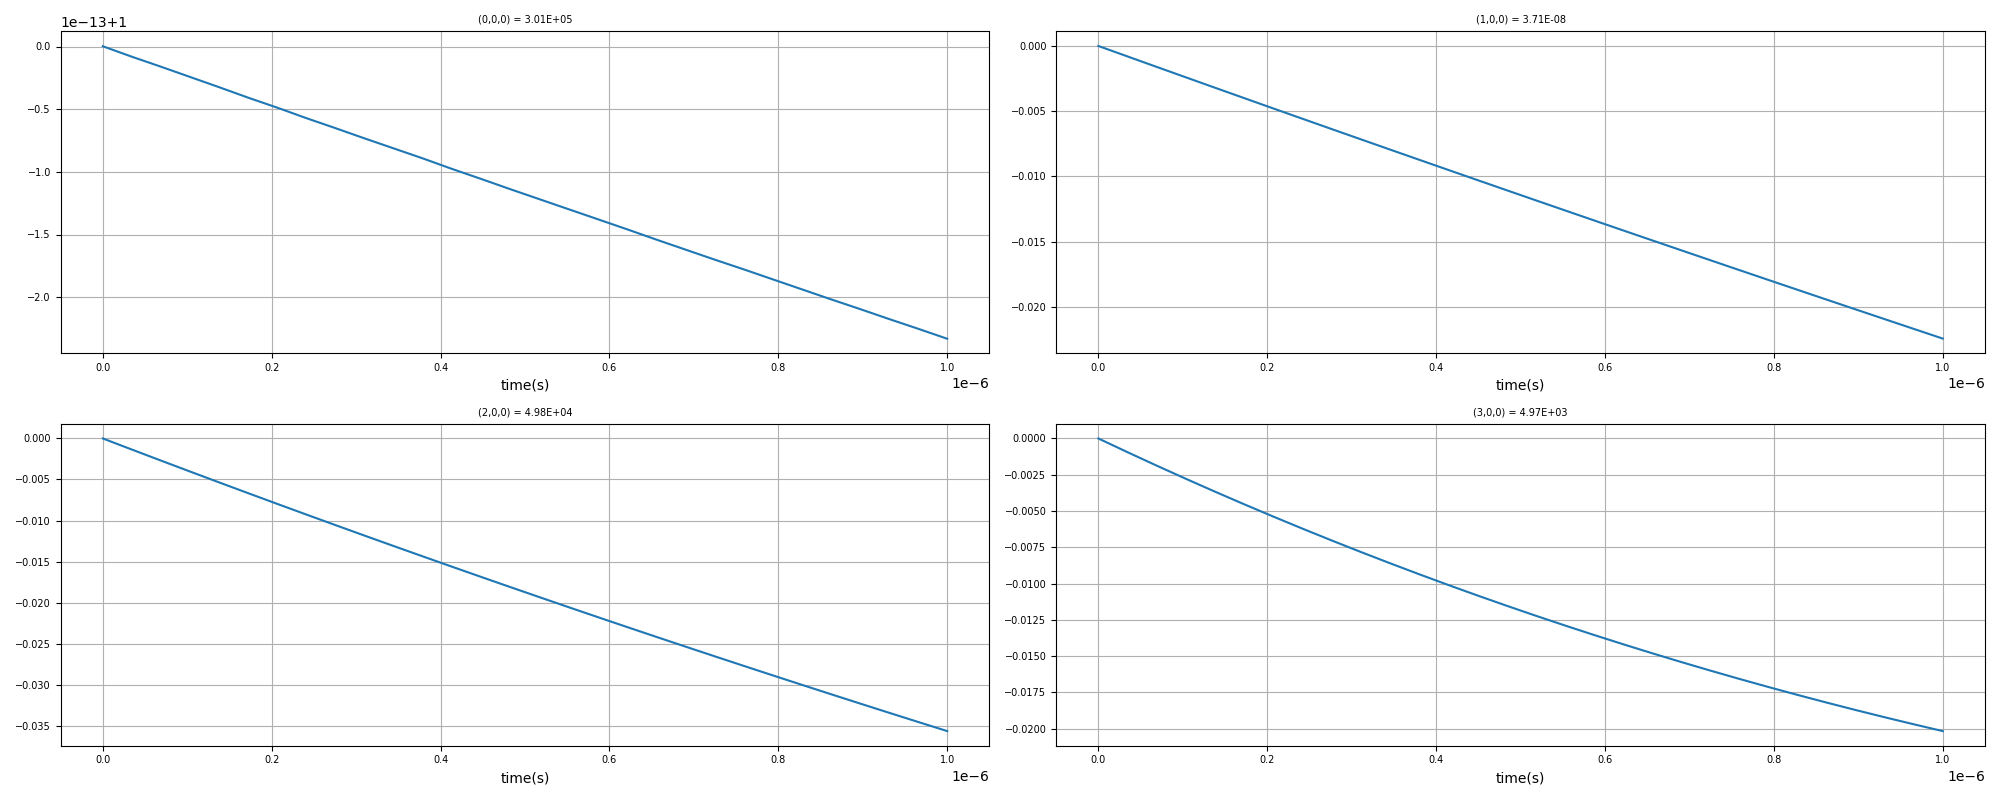 (0,0,0) = 3.01E+05
1e−13+1
0.0
−0.5
−1.0
−1.5
−2.0
0.0 0.2 0.4 0.6 0.8 1.0
time(s)
1e−6
(1,0,0) = 3.71E-08
0.000
−0.005
−0.010
−0.015
−0.020
0.0 0.2 0.4 0.6 0.8 1.0
time(s)
1e−6
(2,0,0) = 4.98E+04
0.000
−0.005
−0.010
−0.015
−0.020
−0.025
−0.030
−0.035
0.0 0.2 0.4 0.6 0.8 1.0
time(s)
1e−6
(3,0,0) = 4.97E+03
0.0000
−0.0025
−0.0050
−0.0075
−0.0100
−0.0125
−0.0150
−0.0175
−0.0200
0.0 0.2 0.4 0.6 0.8 1.0
time(s)
1e−6